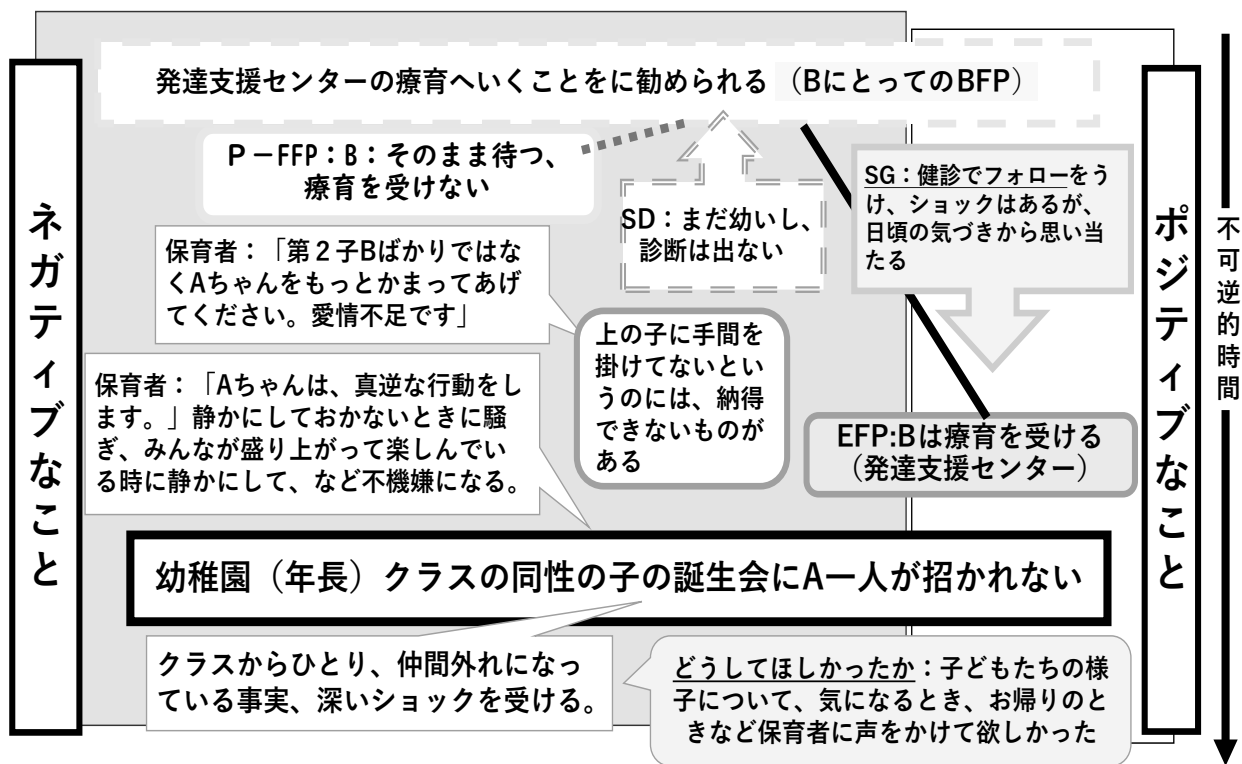 発達支援センターの療育へいくことをに勧められる（BにとってのBFP）
P－FFP：B：そのまま待つ、
療育を受けない
SD：まだ幼いし、
診断は出ない
SG：健診でフォローをう
け、ショックはあるが、
日頃の気づきから思い当
たる
ネガティブなこと
ポジティブなこと
不可逆的時間
保育者：「第２子Bばかりではな
くAちゃんをもっとかまってあげ
てください。愛情不足です」
上の子に手間を
掛けてないとい
うのには、納得
できないものが
ある
保育者：「Aちゃんは、真逆な行動をし
ます。」静かにしておかないときに騒
ぎ、みんなが盛り上がって楽しんでい
る時に静かにして、など不機嫌になる。
EFP:Bは療育を受ける
（発達支援センター）
幼稚園（年長）クラスの同性の子の誕生会にA一人が招かれない
クラスからひとり、仲間外れになっ
ている事実、深いショックを受ける。
どうしてほしかったか：子どもたちの様
子について、気になるとき、お帰りのと
きなど保育者に声をかけて欲しかった